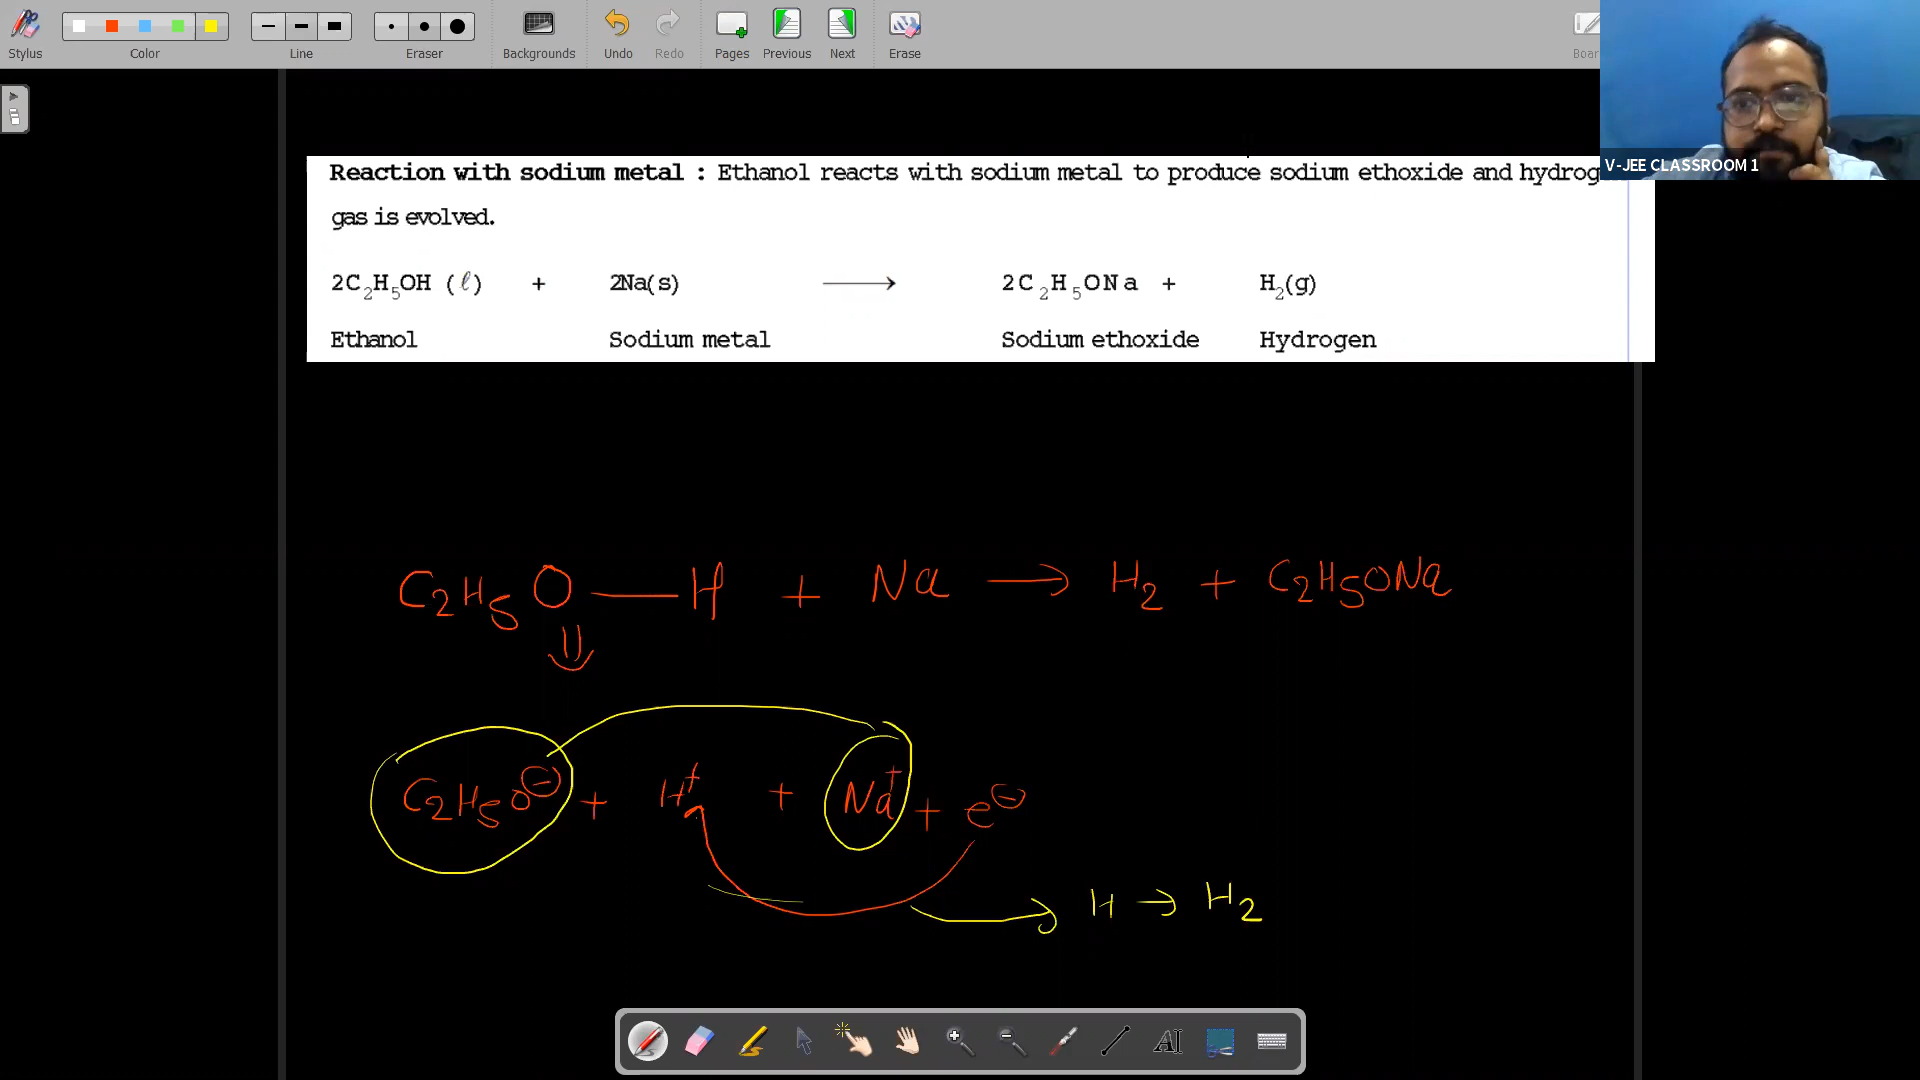 Stylus Color Line Eraser Backgrounds Undo Redo Pages Previous Next Erase
V-JEE CLASSROOM 1
Reaction with sodium metal : Ethanol reacts with sodium metal to produce sodium ethoxide and
gas is evolved.
2C₂H₅OH (ℓ) + 2Na(s) ⟶ 2C₂H₅ONa + H₂(g)
Ethanol Sodium metal Sodium ethoxide Hydrogen
C₂H₅O—H + Na → H₂ + C₂H₅ONa
⇓
C₂H₅O⊖ + H⁺ + Na⁺ + e⊖
H → H₂
AI